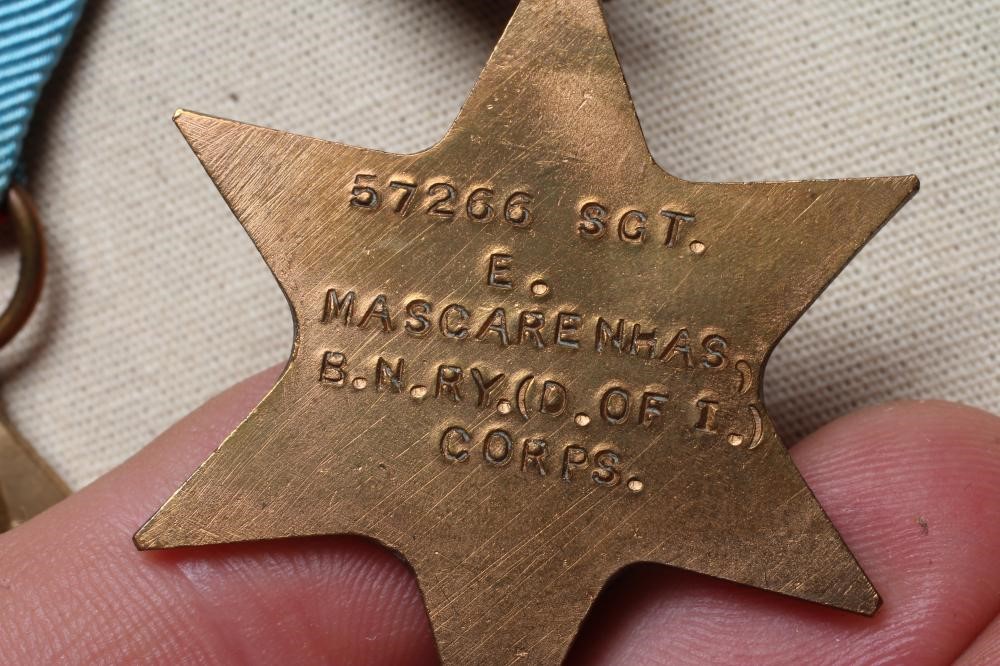 57266 SGT.
E.
MASCARENHAS,
B.N.RY.(D.OF I.)
CORPS.